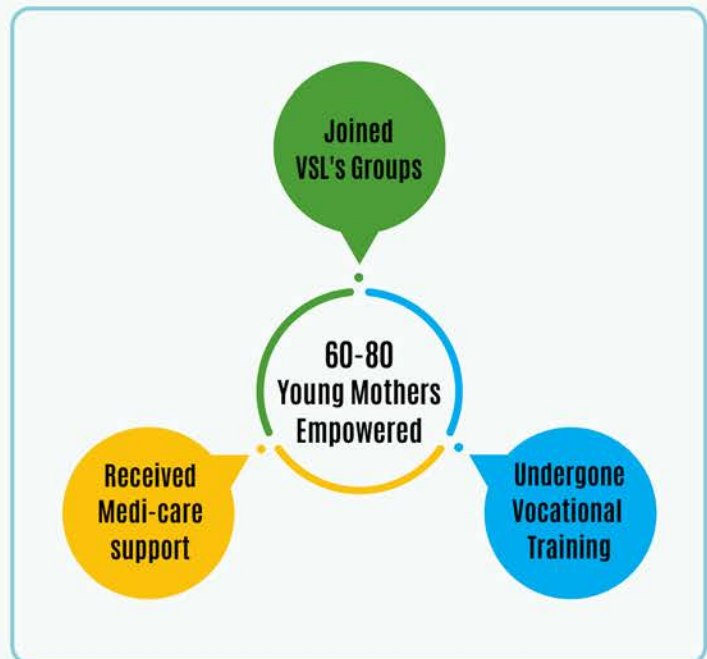 Joined
VSL's Groups
60-80
Young Mothers
Empowered
Received
Medi-care
support
Undergone
Vocational
Training